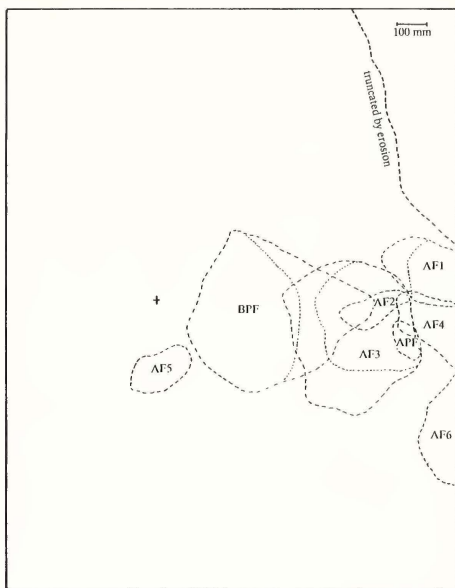 100 mm
truncated by erosion
AF1
BPF
AF2
AF4
APF
AF3
AF5
AF6